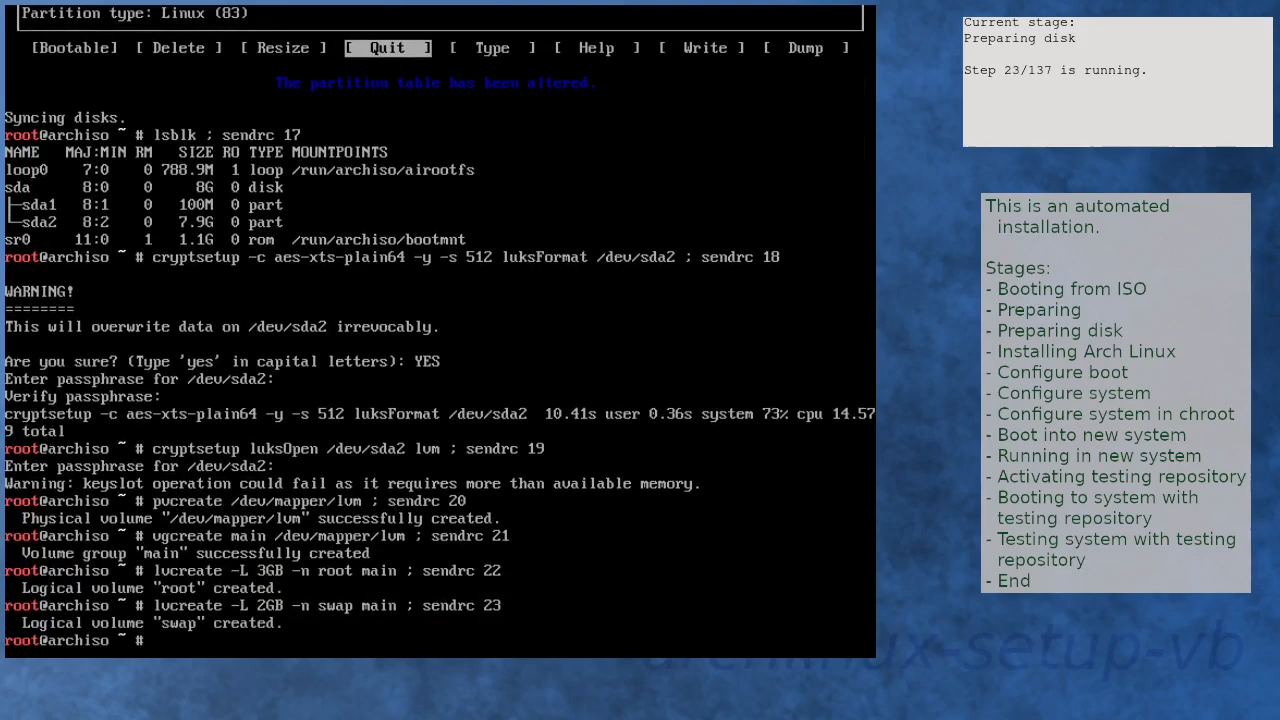 Partition type: Linux (83)
[Bootable] [ Delete ] [ Resize ] [ Quit ] [ Type ] [ Help ] [ Write ] [ Dump ]
The partition table has been altered.
Syncing disks.
root@archiso ~ # lsblk ; sendrc 17
NAME MAJ:MIN RM SIZE RO TYPE MOUNTPOINTS
loop0 7:0 0 788.9M 1 loop /run/archiso/airootfs
sda 8:0 0 8G 0 disk
├─sda1 8:1 0 100M 0 part
└─sda2 8:2 0 7.9G 0 part
sr0 11:0 1 1.1G 0 rom /run/archiso/bootmnt
root@archiso ~ # cryptsetup -c aes-xts-plain64 -y -s 512 luksFormat /dev/sda2 ; sendrc 18
WARNING!
========
This will overwrite data on /dev/sda2 irrevocably.
Are you sure? (Type 'yes' in capital letters): YES
Enter passphrase for /dev/sda2:
Verify passphrase:
cryptsetup -c aes-xts-plain64 -y -s 512 luksFormat /dev/sda2 10.41s user 0.36s system 73% cpu 14.57
9 total
root@archiso ~ # cryptsetup luksOpen /dev/sda2 lvm ; sendrc 19
Enter passphrase for /dev/sda2:
Warning: keyslot operation could fail as it requires more than available memory.
root@archiso ~ # pvcreate /dev/mapper/lvm ; sendrc 20
Physical volume "/dev/mapper/lvm" successfully created.
root@archiso ~ # vgcreate main /dev/mapper/lvm ; sendrc 21
Volume group "main" successfully created
root@archiso ~ # lvcreate -L 3GB -n root main ; sendrc 22
Logical volume "root" created.
root@archiso ~ # lvcreate -L 2GB -n swap main ; sendrc 23
Logical volume "swap" created.
root@archiso ~ #
Current stage:
Preparing disk
Step 23/137 is running.
This is an automated
installation.
Stages:
- Booting from ISO
- Preparing
- Preparing disk
- Installing Arch Linux
- Configure boot
- Configure system
- Configure system in chroot
- Boot into new system
- Running in new system
- Activating testing repository
- Booting to system with
testing repository
- Testing system with testing
repository
- End
archlinux-setup-vb